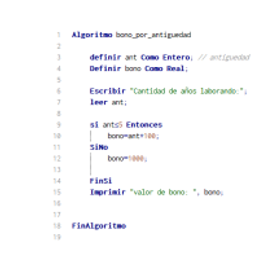 1 Algoritmo bono_por_antiguedad
2
3 definir ant Como Entero; // antiguedad
4 Definir bono Como Real;
5
6 Escribir "Cantidad de años laborando:";
7 leer ant;
8
9 si ant≤5 Entonces
10 bono=ant*100;
11 SiNo
12 bono=1000;
13
14 FinSi
15 Imprimir "valor de bono: ", bono;
16
17
18 FinAlgoritmo
19